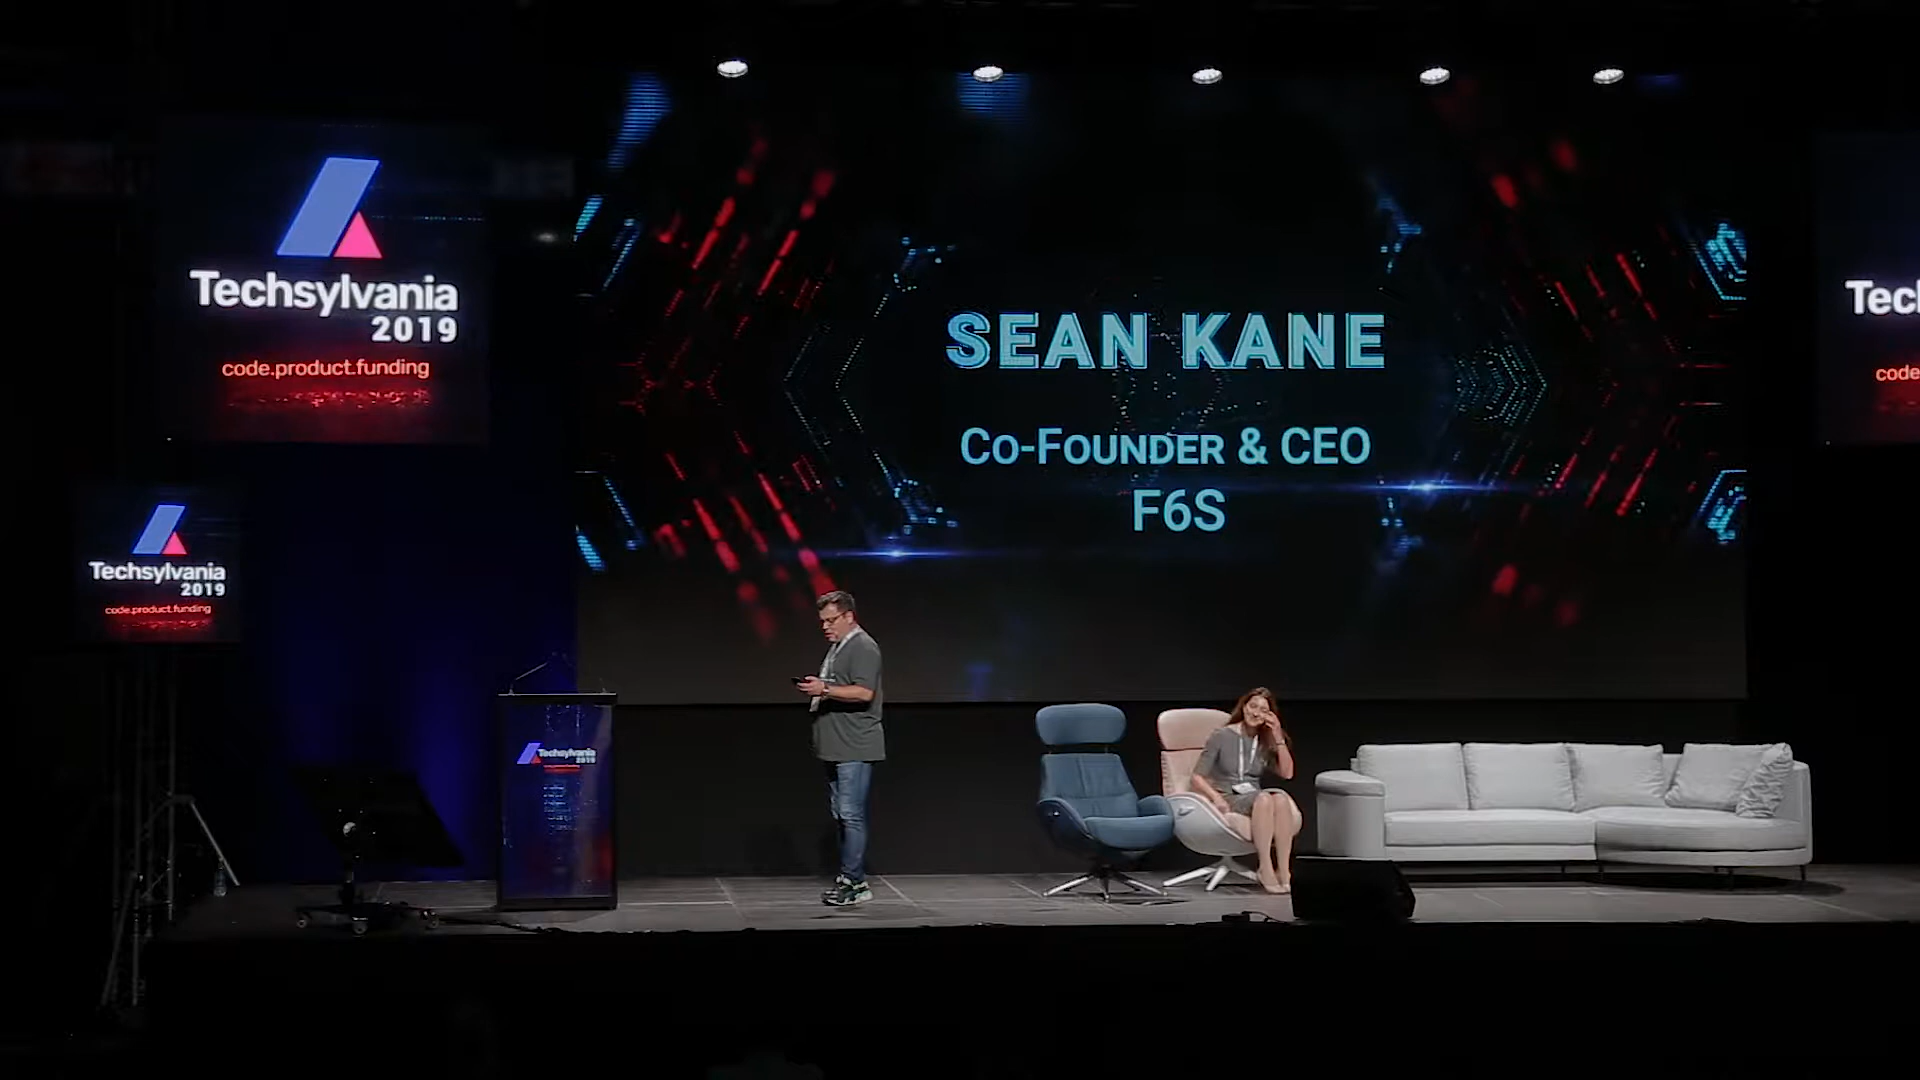 Techsylvania
2019
code.product.funding
SEAN KANE
CO-FOUNDER & CEO
F6S
Tec
code
Techsylvania
2019
code.product.funding
Techsylvania
2019